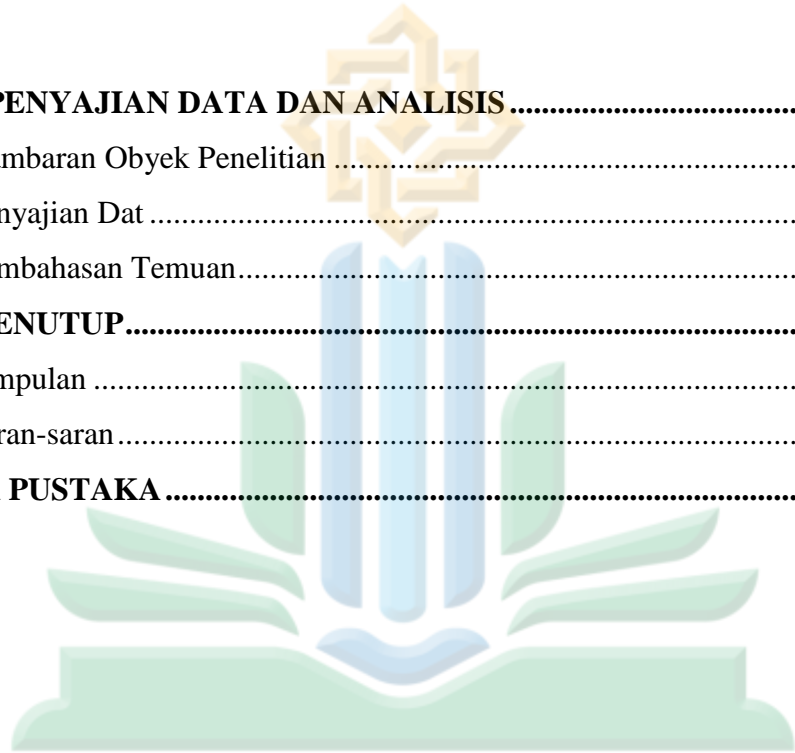 PENYAJIAN DATA DAN ANALISIS................................................
mbaran Obyek Penelitian ................................................................
nyajian Dat ................................................................................
mbahasan Temuan......................................................................
ENUTUP....................................................................................
mpulan ......................................................................................
ran-saran....................................................................................
PUSTAKA ................................................................................